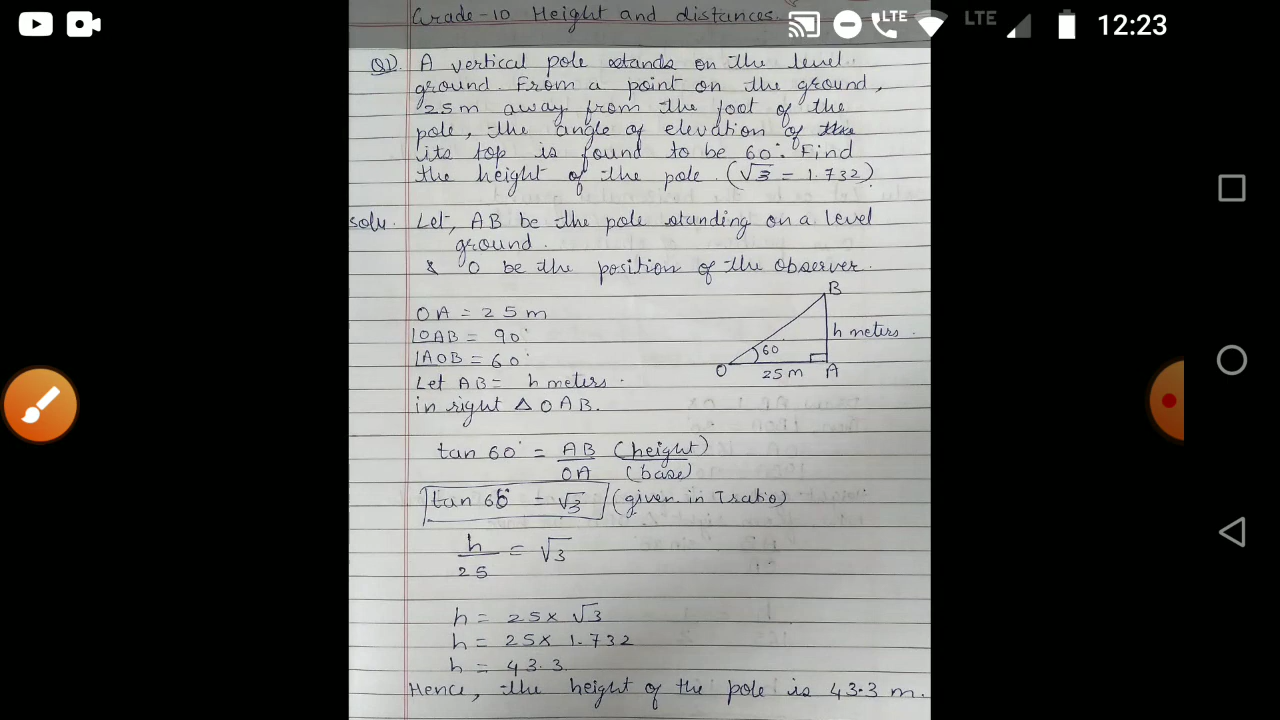 LTE LTE 12:23
Grade-10 Height and distances.
Q1). A vertical pole stands on the level
ground. From a point on the ground,
25m away from the foot of the
pole, the angle of elevation of the
its top is found to be 60°. Find
the height of the pole. (√3 = 1.732)
Solu. Let, AB be the pole standing on a level
ground.
& O be the position of the observer.
B
OA = 25m
∠OAB = 90°
h meters.
∠AOB = 60°
60
O 25m A
Let AB = h meters.
in right Δ OAB.
tan 60° = AB (height)
OA (base)
tan 60° = √3 (given in T ratio)
h = √3
25
h = 25× √3
h = 25× 1.732
h = 43.3.
Hence, the height of the pole is 43.3 m.